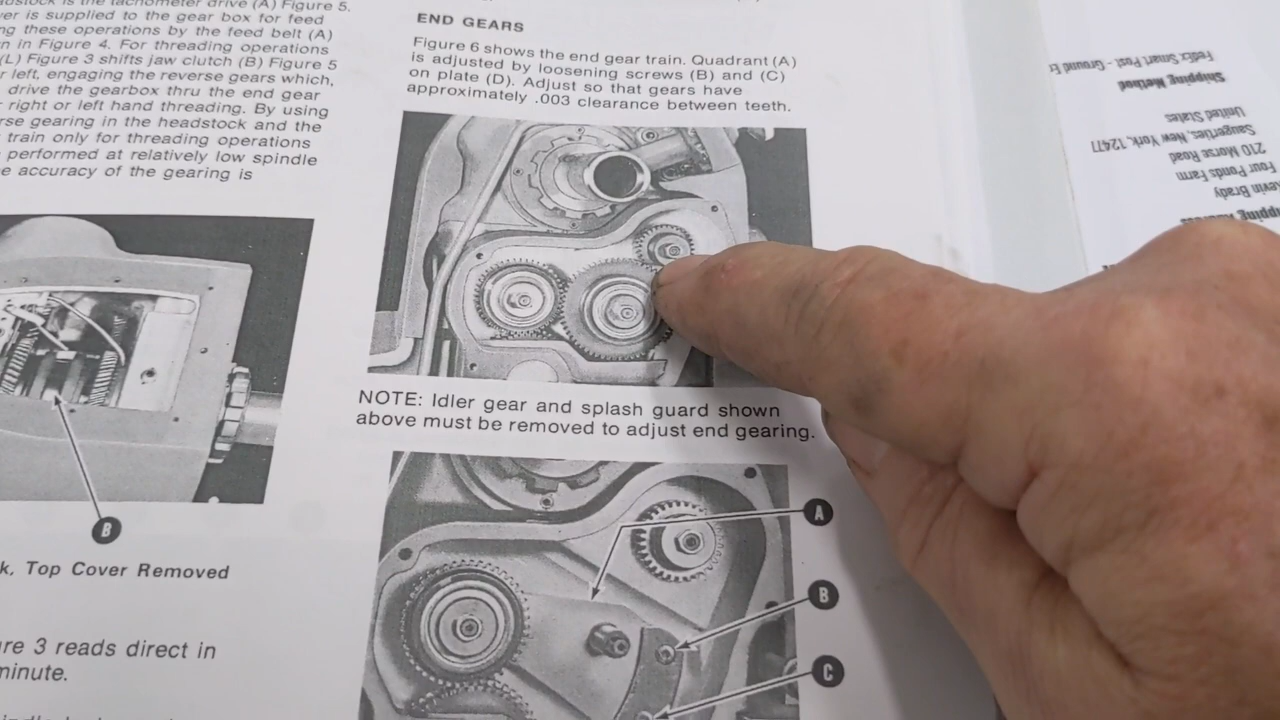 dstock is the tachometer drive (A) Figure 5.
er is supplied to the gear box for feed
ng these operations by the feed belt (A)
n in Figure 4. For threading operations
(L) Figure 3 shifts jaw clutch (B) Figure 5
r left, engaging the reverse gears which,
drive the gearbox thru the end gear
right or left hand threading. By using
rse gearing in the headstock and the
train only for threading operations
performed at relatively low spindle
e accuracy of the gearing is
B
k, Top Cover Removed
re 3 reads direct in
minute.
END GEARS
Figure 6 shows the end gear train. Quadrant (A)
is adjusted by loosening screws (B) and (C)
on plate (D). Adjust so that gears have
approximately .003 clearance between teeth.
NOTE: Idler gear and splash guard shown
above must be removed to adjust end gearing.
A
B
C
evin Brady
Four Ponds Farm
210 Morse Road
Saugerties, New York, 12477
United States
Shipping Method
FedEx Smart Post - Ground E